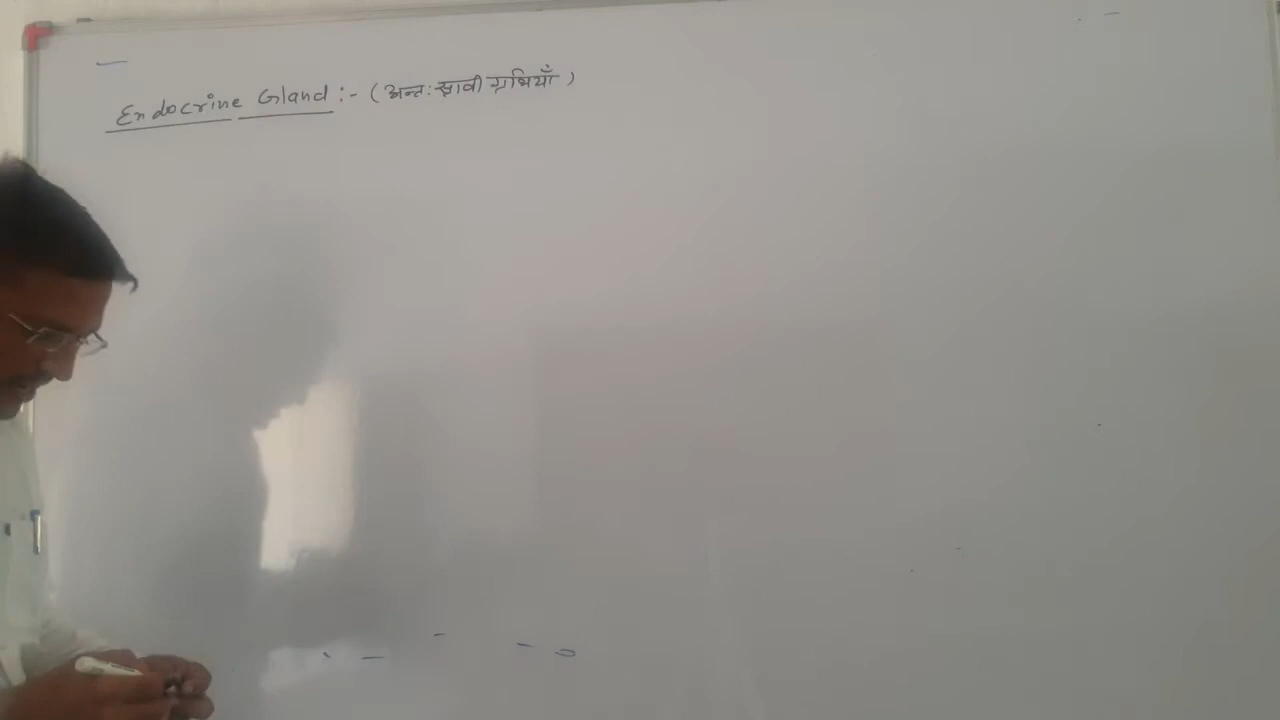 Endocrine Gland :- (अन्तः स्रावी ग्रंथियाँ)